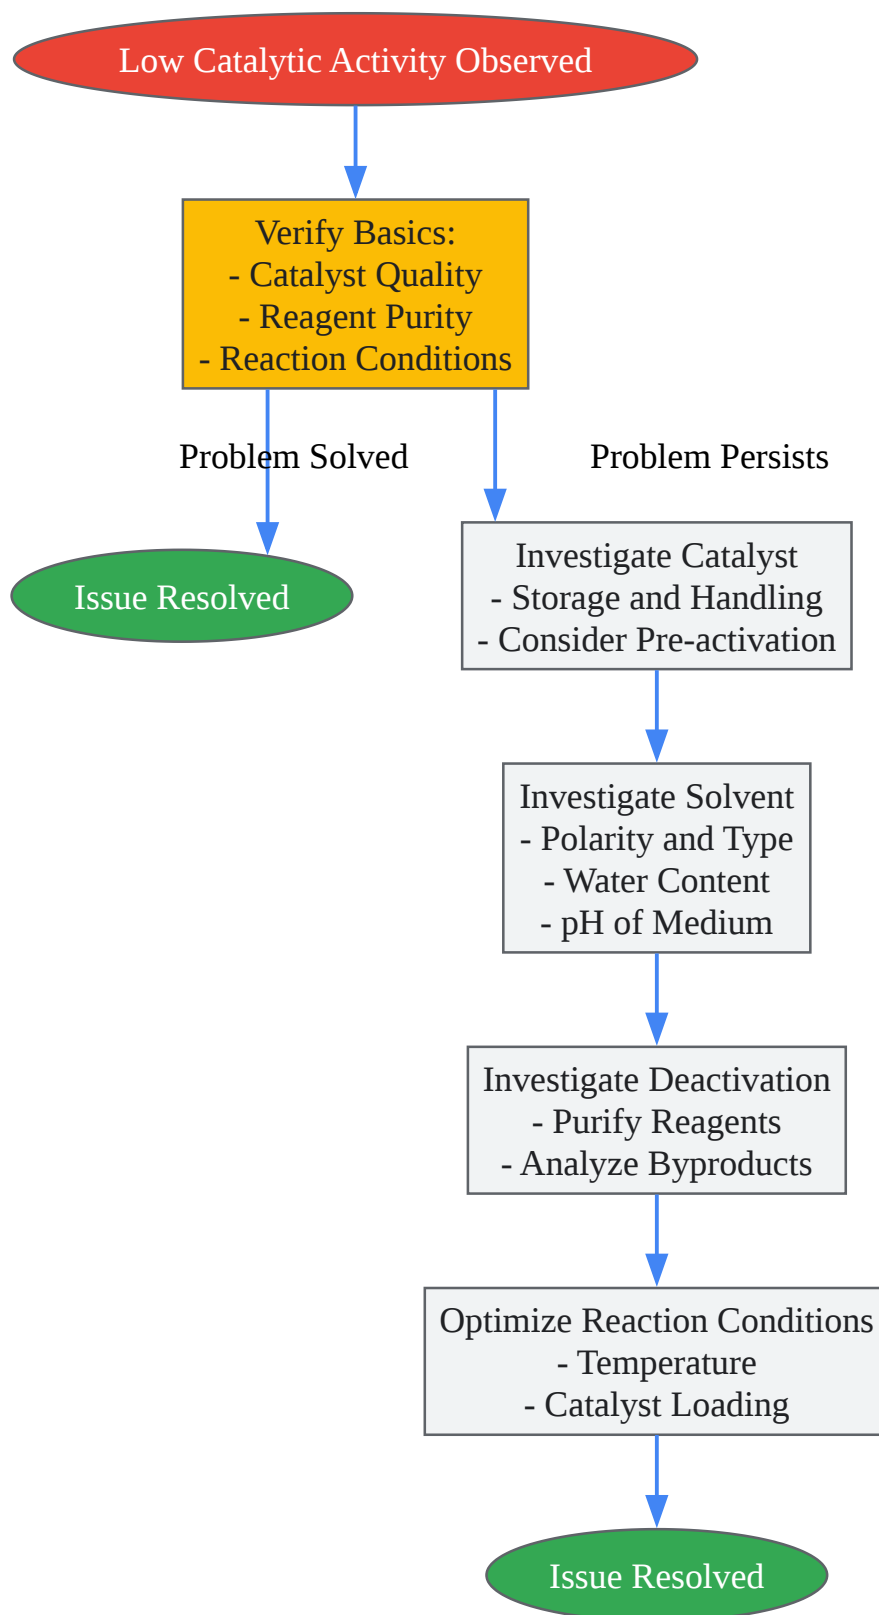 Low Catalytic Activity Observed
Verify Basics:
- Catalyst Quality
- Reagent Purity
- Reaction Conditions
Problem Solved
Problem Persists
Issue Resolved
Investigate Catalyst
- Storage and Handling
- Consider Pre-activation
Investigate Solvent
- Polarity and Type
- Water Content
- pH of Medium
Investigate Deactivation
- Purify Reagents
- Analyze Byproducts
Optimize Reaction Conditions
- Temperature
- Catalyst Loading
Issue Resolved